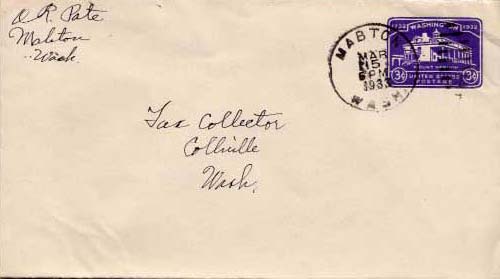 O. R. Pate
Mabton
Wash.
MABTON
MAR
15
PM
WASH.
1732 WASHINGTON 1932
MOUNT VERNON
3¢ UNITED STATES 3¢
POSTAGE
Tax Collector
Collville
Wash.